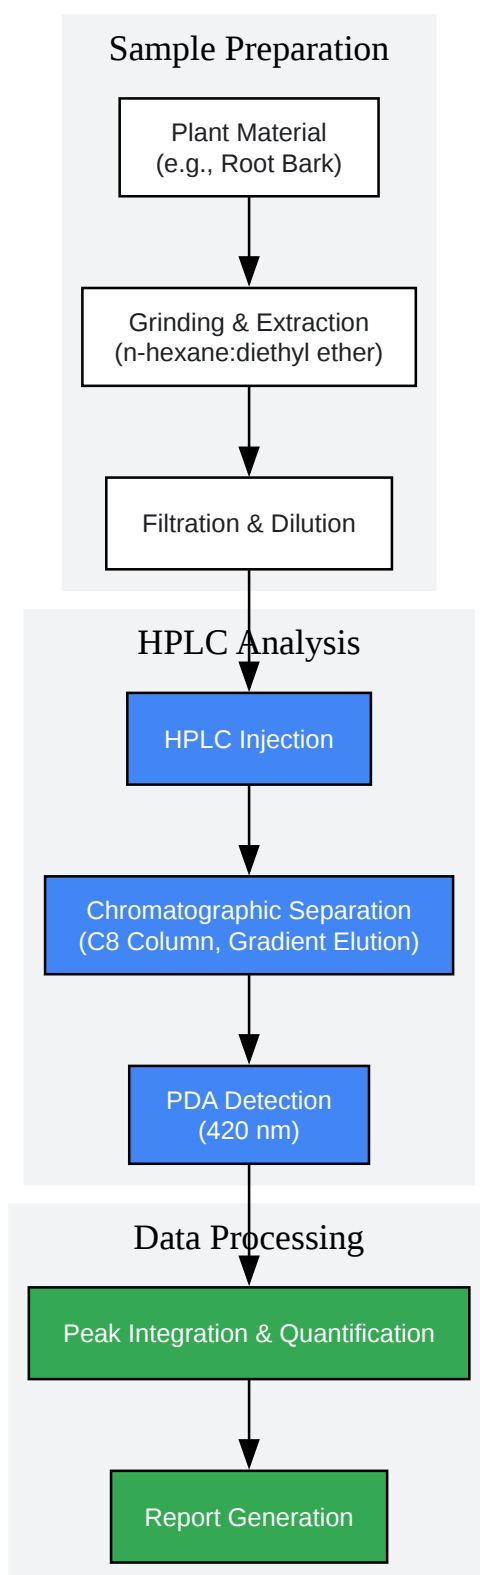 Sample Preparation
Plant Material
(e.g., Root Bark)
Grinding & Extraction
(n-hexane:diethyl ether)
Filtration & Dilution
HPLC Analysis
HPLC Injection
Chromatographic Separation
(C8 Column, Gradient Elution)
PDA Detection
(420 nm)
Data Processing
Peak Integration & Quantification
Report Generation